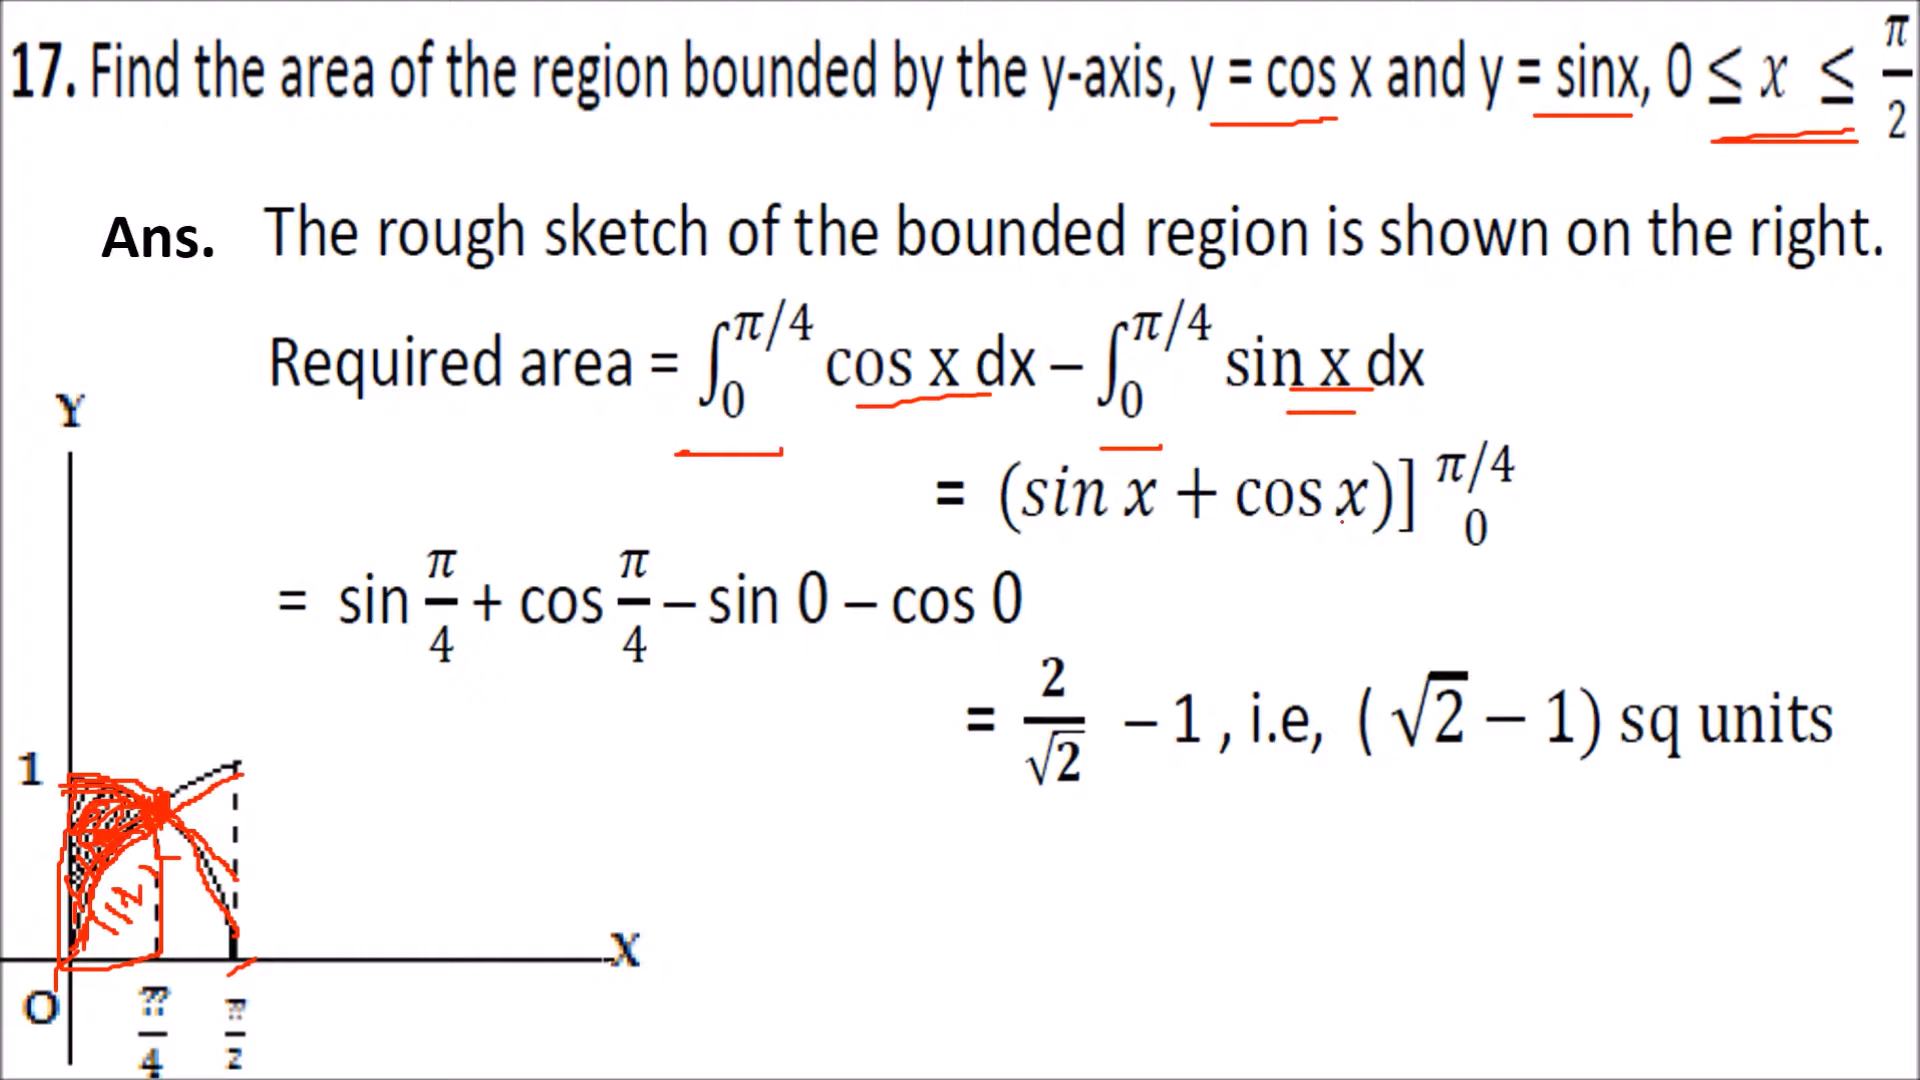 17. Find the area of the region bounded by the y-axis, y = cos x and y = sinx, 0 ≤ x ≤ π/2
Ans. The rough sketch of the bounded region is shown on the right.
Required area = ∫₀^π/4 cos x dx – ∫₀^π/4 sin x dx
= (sin x + cos x)] ₀^π/4
= sin π/4 + cos π/4 – sin 0 – cos 0
= 2/√2 – 1 , i.e, ( √2 – 1) sq units
Y
1
X
O
??/4
π/2